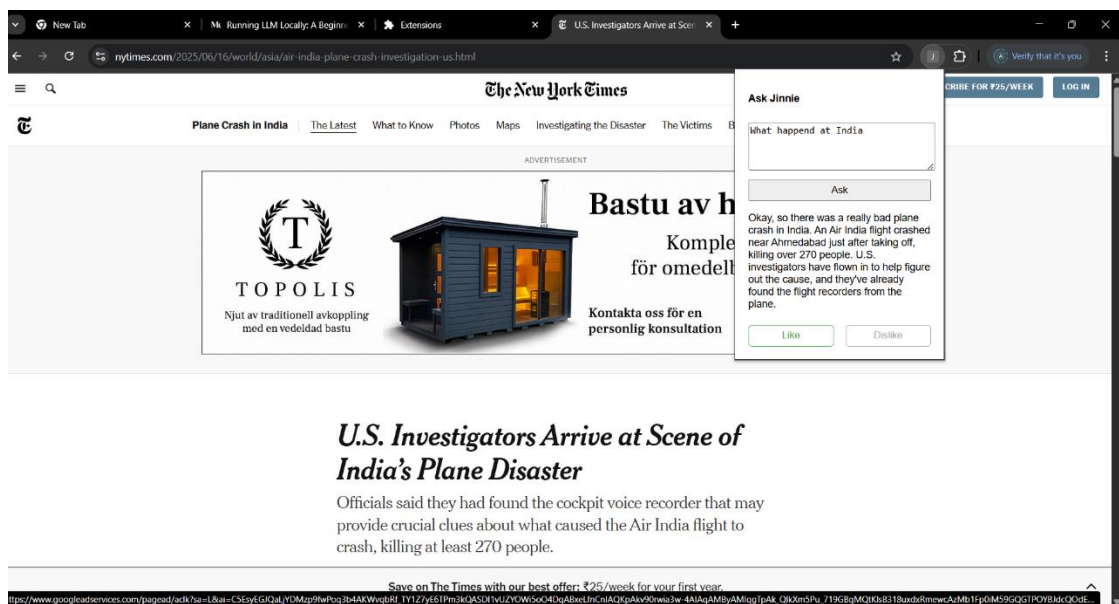 New Tab
Mk Running LLM Locally: A Beginn
Extensions
U.S. Investigators Arrive at Scen
nytimes.com/2025/06/16/world/asia/air-india-plane-crash-investigation-us.html
J
A
Verify that it's you
The New York Times
CRIBE FOR ₹25/WEEK
LOG IN
T
Plane Crash in India
The Latest
What to Know
Photos
Maps
Investigating the Disaster
The Victims
B
ADVERTISEMENT
T
TOPOLIS
Njut av traditionell avkoppling
med en vedeldad bastu
Bastu av h
Komple
för omedelb
Kontakta oss för en
personlig konsultation
Ask Jinnie
What happend at India
Ask
Okay, so there was a really bad plane
crash in India. An Air India flight crashed
near Ahmedabad just after taking off,
killing over 270 people. U.S.
investigators have flown in to help figure
out the cause, and they've already
found the flight recorders from the
plane.
Like
Dislike
U.S. Investigators Arrive at Scene of
India's Plane Disaster
Officials said they had found the cockpit voice recorder that may
provide crucial clues about what caused the Air India flight to
crash, killing at least 270 people.
Save on The Times with our best offer: ₹25/week for your first year.